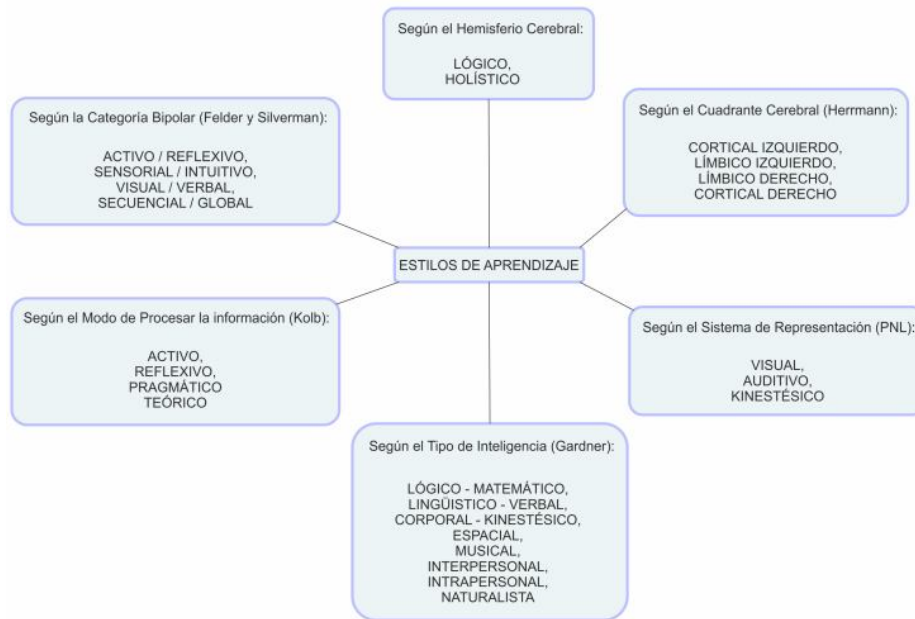 Según el Hemisferio Cerebral:
LÓGICO,
HOLÍSTICO
Según la Categoría Bipolar (Felder y Silverman):
ACTIVO / REFLEXIVO,
SENSORIAL / INTUITIVO,
VISUAL / VERBAL,
SECUENCIAL / GLOBAL
Según el Cuadrante Cerebral (Herrmann):
CORTICAL IZQUIERDO,
LÍMBICO IZQUIERDO,
LÍMBICO DERECHO,
CORTICAL DERECHO
ESTILOS DE APRENDIZAJE
Según el Modo de Procesar la información (Kolb):
ACTIVO,
REFLEXIVO,
PRAGMÁTICO
TEÓRICO
Según el Sistema de Representación (PNL):
VISUAL,
AUDITIVO,
KINESTÉSICO
Según el Tipo de Inteligencia (Gardner):
LÓGICO - MATEMÁTICO,
LINGÜISTICO - VERBAL,
CORPORAL - KINESTÉSICO,
ESPACIAL,
MUSICAL,
INTERPERSONAL,
INTRAPERSONAL,
NATURALISTA